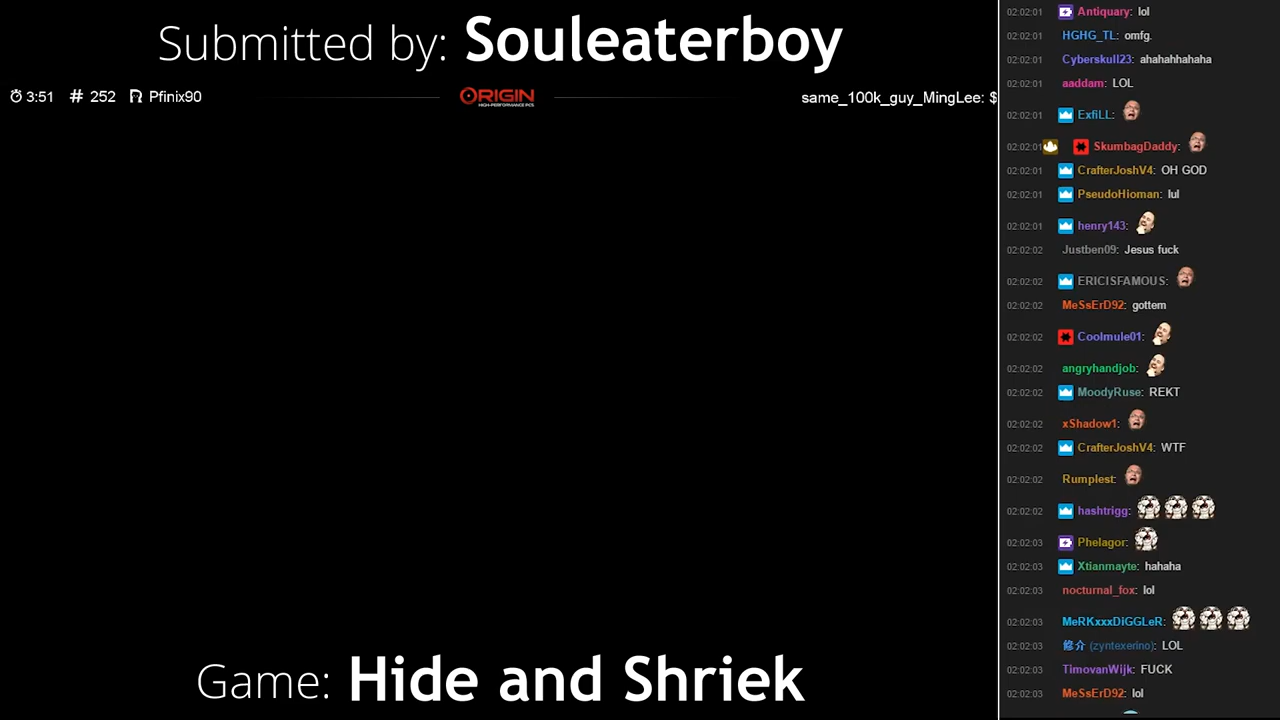 Submitted by: Souleaterboy
3:51 # 252 Pfinix90
ORIGIN
HIGH-PERFORMANCE PCS
same_100k_guy_MingLee: $
Game: Hide and Shriek
02:02:01 Antiquary: lol
HGHG_TL: omfg.
02:02:01 Cyberskull23: ahahahhahaha
02:02:01 aaddam: LOL
02:02:01 ExfiLL:
02:02:01 SkumbagDaddy:
02:02:01 CrafterJoshV4: OH GOD
02:02:01 PseudoHioman: lul
02:02:01 henry143:
02:02:02 Justben09: Jesus fuck
02:02:02 ERICISFAMOUS:
02:02:02 MeSsErD92: gottem
02:02:02 Coolmule01:
02:02:02 angryhandjob:
02:02:02 MoodyRuse: REKT
02:02:02 xShadow1:
02:02:02 CrafterJoshV4: WTF
02:02:02 Rumplest:
02:02:02 hashtrigg:
02:02:03 Phelagor:
02:02:03 Xtianmayte: hahaha
02:02:03 nocturnal_fox: lol
02:02:03 MeRKxxxDiGGLeR:
02:02:03 修介 (zyntexerino): LOL
02:02:03 TimovanWijk: FUCK
02:02:03 MeSsErD92: lol